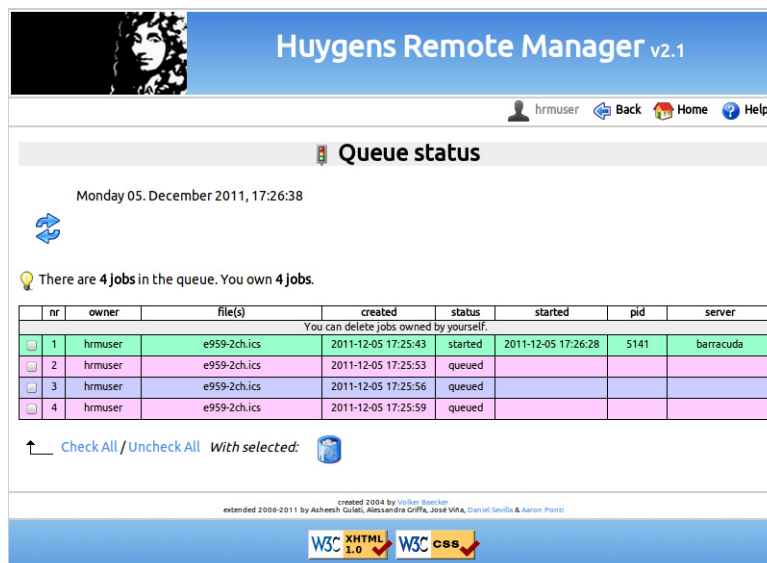 Huygens Remote Manager v2.1
hrmuser Back Home Help
Queue status
Monday 05. December 2011, 17:26:38
There are 4 jobs in the queue. You own 4 jobs.
nr owner file(s) created status started pid server
You can delete jobs owned by yourself.
1 hrmuser e959-2ch.ics 2011-12-05 17:25:43 started 2011-12-05 17:26:28 5141 barracuda
2 hrmuser e959-2ch.ics 2011-12-05 17:25:53 queued
3 hrmuser e959-2ch.ics 2011-12-05 17:25:56 queued
4 hrmuser e959-2ch.ics 2011-12-05 17:25:59 queued
Check All / Uncheck All With selected:
created 2004 by Volker Baecker
extended 2006-2011 by Asheesh Gulati, Alessandra Griffa, José Viña, Daniel Sevilla & Aaron Ponti
W3C XHTML 1.0 W3C css